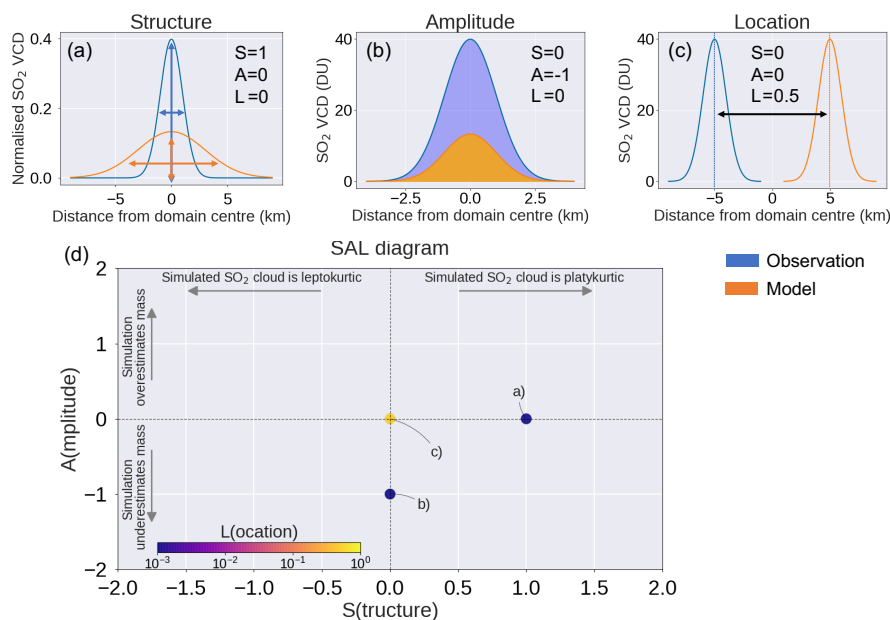 Structure
(a)
S=1
A=0
L=0
Normalised SO₂ VCD
0.4
0.2
0.0
−5
0
5
Distance from domain centre (km)
Amplitude
(b)
S=0
A=-1
L=0
SO₂ VCD (DU)
40
20
0
−2.5
0.0
2.5
Distance from domain centre (km)
Location
(c)
S=0
A=0
L=0.5
SO₂ VCD (DU)
40
20
0
−5
0
5
Distance from domain centre (km)
Observation
Model
(d)
SAL diagram
Simulated SO₂ cloud is leptokurtic
Simulated SO₂ cloud is platykurtic
Simulation
overestimates mass
Simulation
underestimates mass
A(mplitude)
2
1
0
−1
−2
a)
c)
b)
L(ocation)
10⁻³
10⁻²
10⁻¹
10⁰
−2.0
−1.5
−1.0
−0.5
0.0
0.5
1.0
1.5
2.0
S(tructure)